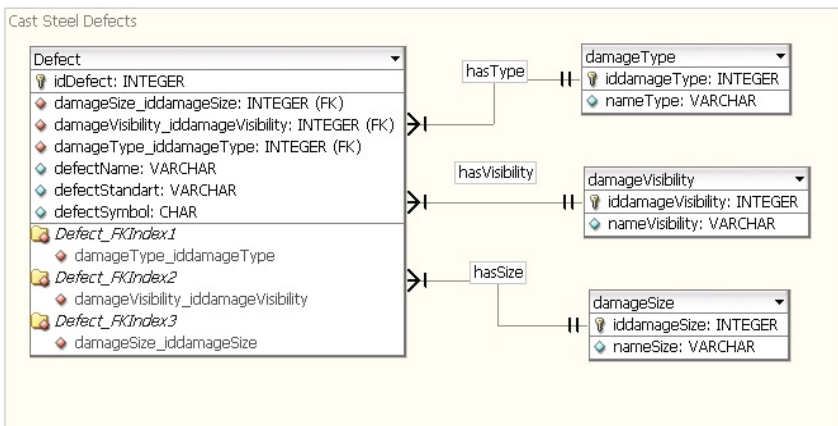 Cast Steel Defects
Defect
idDefect: INTEGER
damageSize_iddamageSize: INTEGER (FK)
damageVisibility_iddamageVisibility: INTEGER (FK)
damageType_iddamageType: INTEGER (FK)
defectName: VARCHAR
defectStandart: VARCHAR
defectSymbol: CHAR
Defect_FKIndex1
damageType_iddamageType
Defect_FKIndex2
damageVisibility_iddamageVisibility
Defect_FKIndex3
damageSize_iddamageSize
hasType
damageType
iddamageType: INTEGER
nameType: VARCHAR
hasVisibility
damageVisibility
iddamageVisibility: INTEGER
nameVisibility: VARCHAR
hasSize
damageSize
iddamageSize: INTEGER
nameSize: VARCHAR